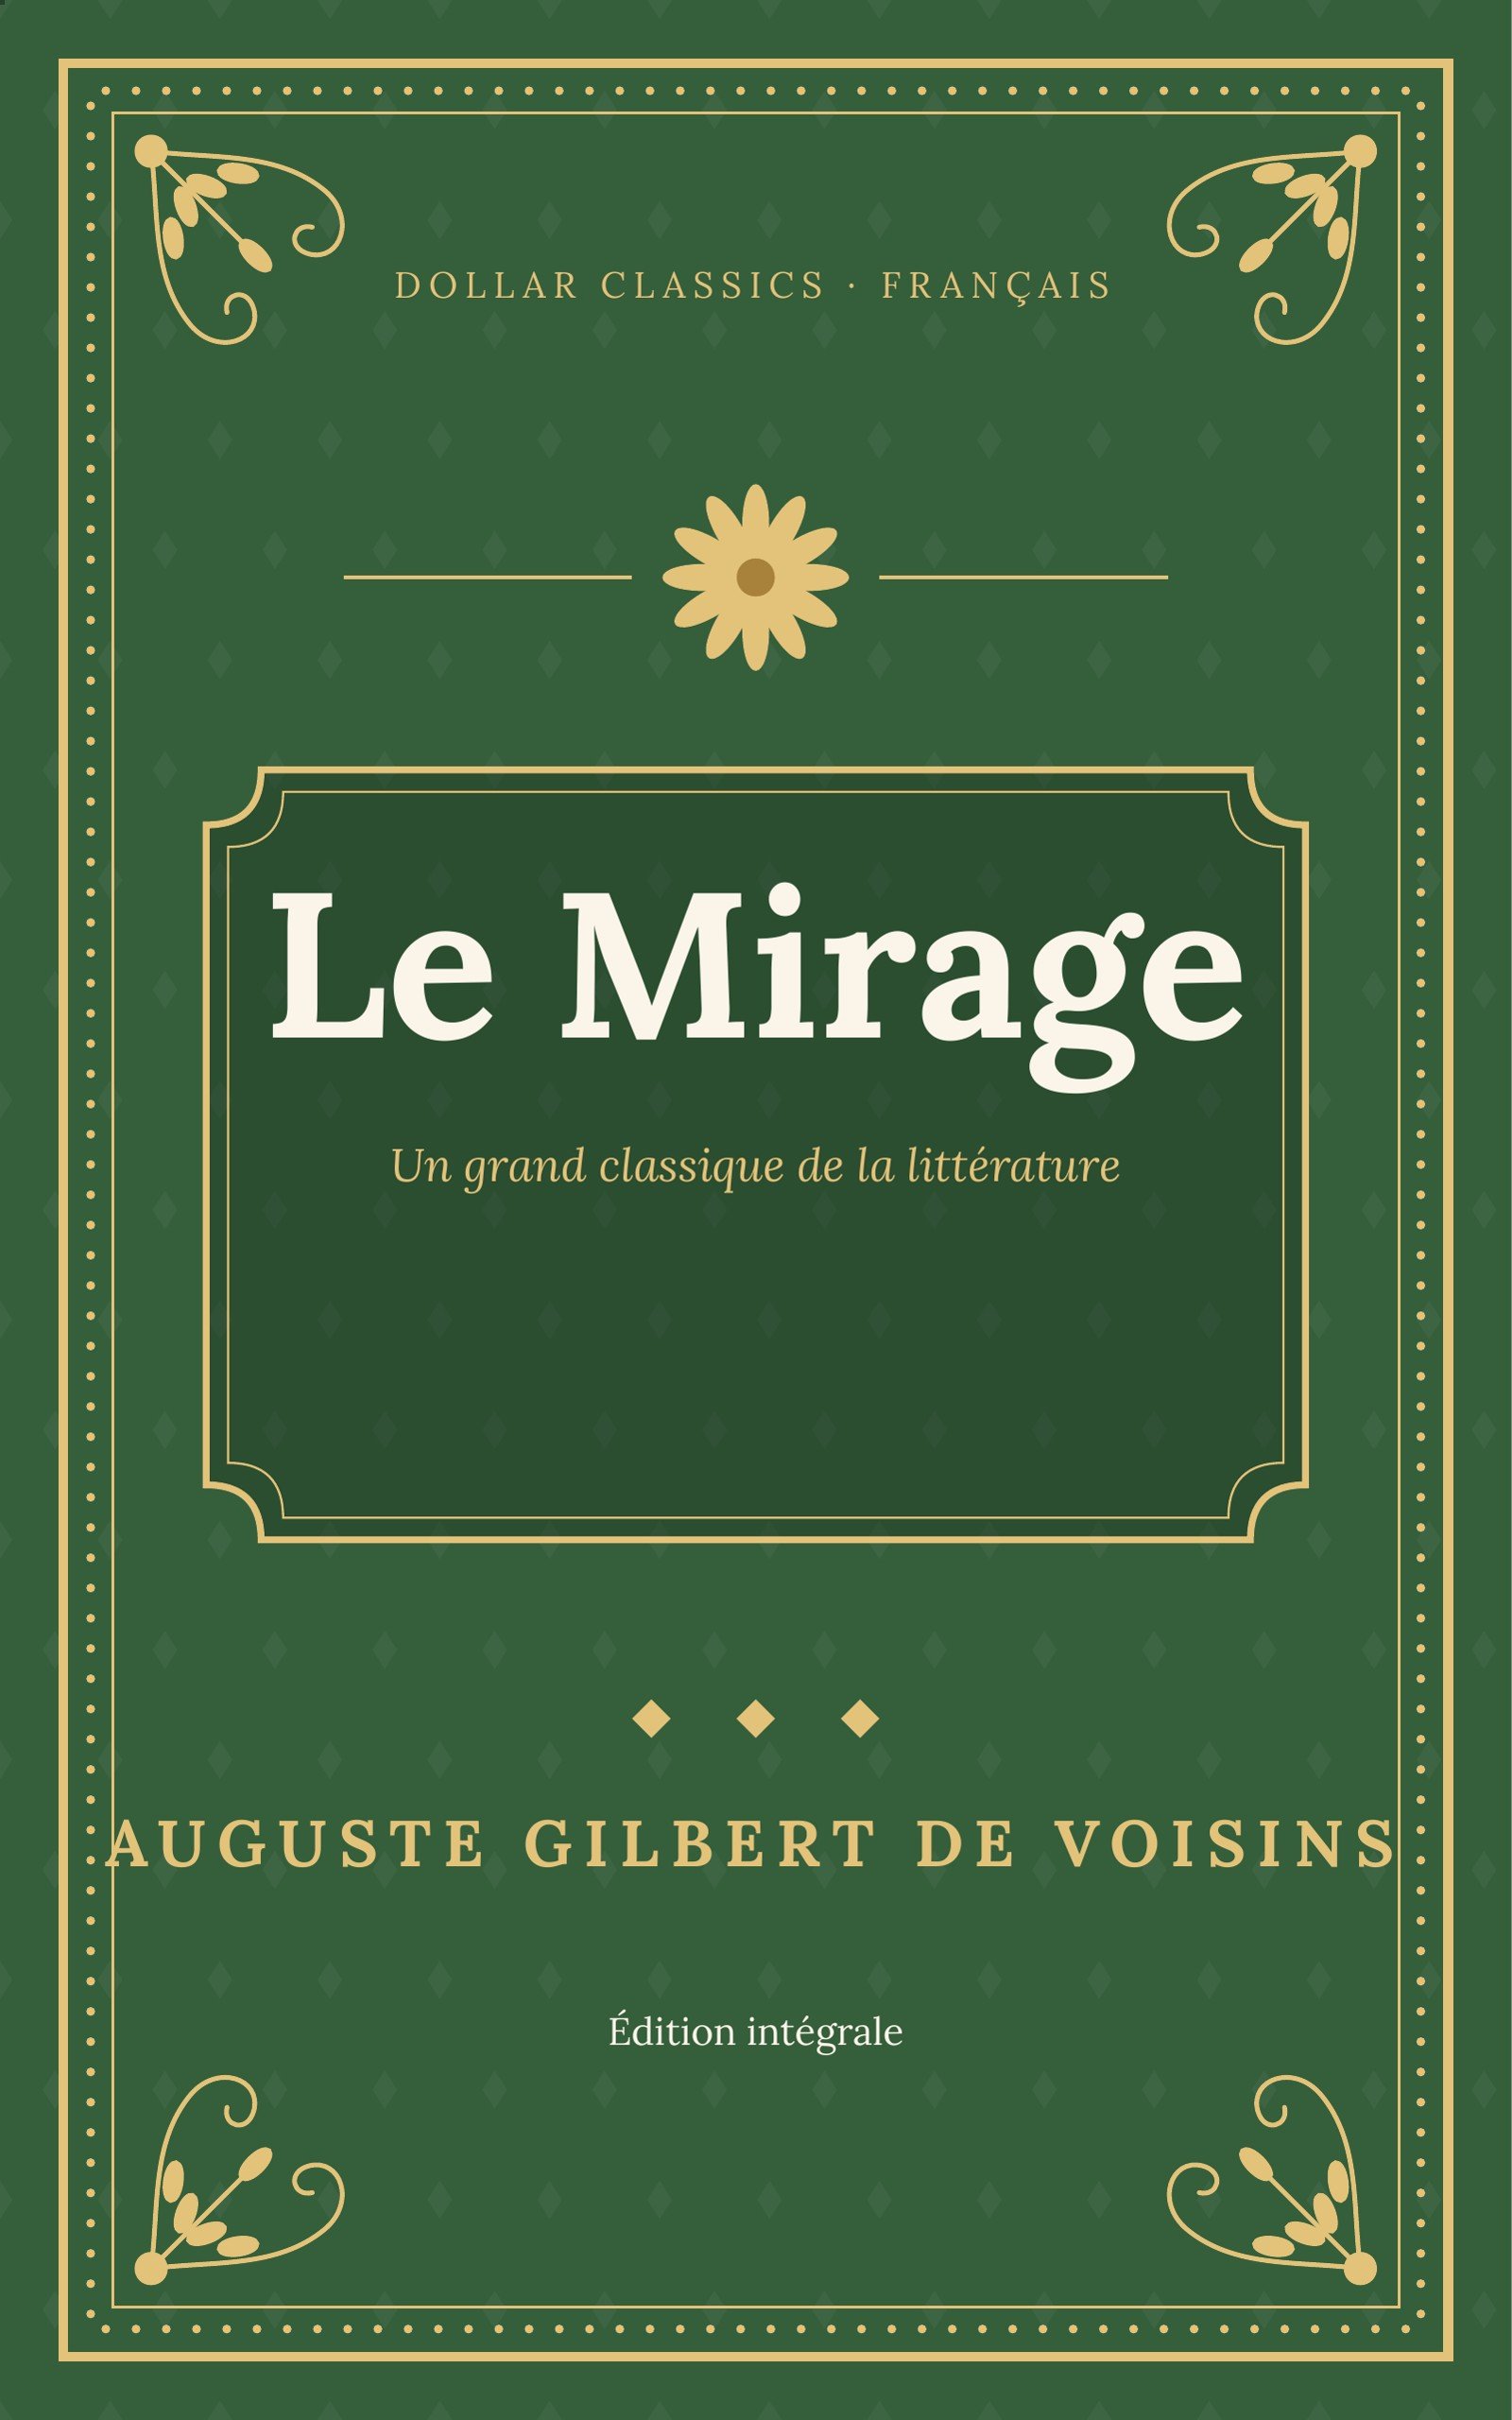 DOLLAR CLASSICS · FRANÇAIS
Le Mirage
Un grand classique de la littérature
AUGUSTE GILBERT DE VOISINS
Édition intégrale